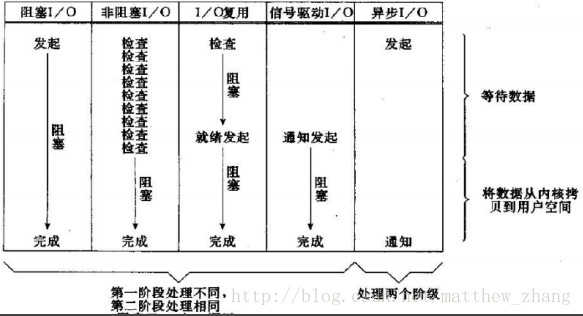 阻塞I/O 非阻塞I/O I/O复用 信号驱动I/O 异步I/O
发起 检查 检查 发起
检查
检查
检查
检查
检查
检查
检查
检查
阻塞
等待数据
阻塞
就绪发起 通知发起
阻塞 阻塞 阻塞
将数据从内核拷
贝到用户空间
完成 完成 完成 完成 通知
第一阶段处理不同,
第二阶段处理相同
处理两个阶级
http://blog.
matthew_zhang